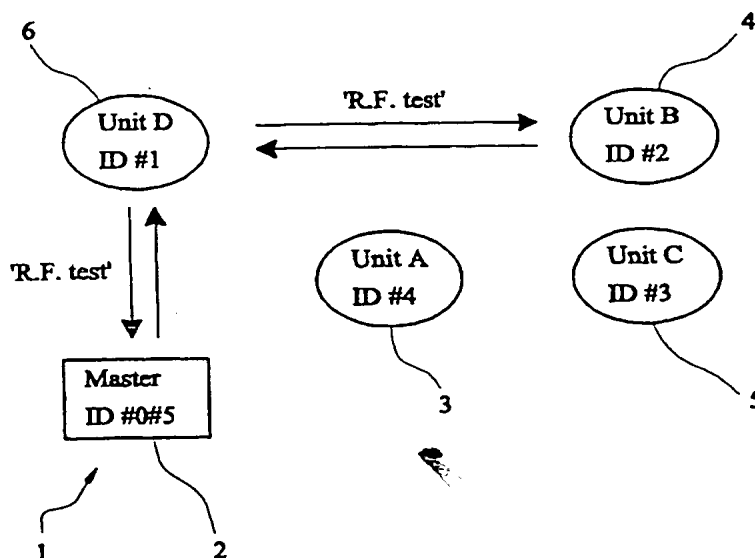 6
4
'R.F. test'
Unit D
ID #1
Unit B
ID #2
'R.F. test'
Unit A
ID #4
Unit C
ID #3
Master
ID #0#5
3
5
1
2